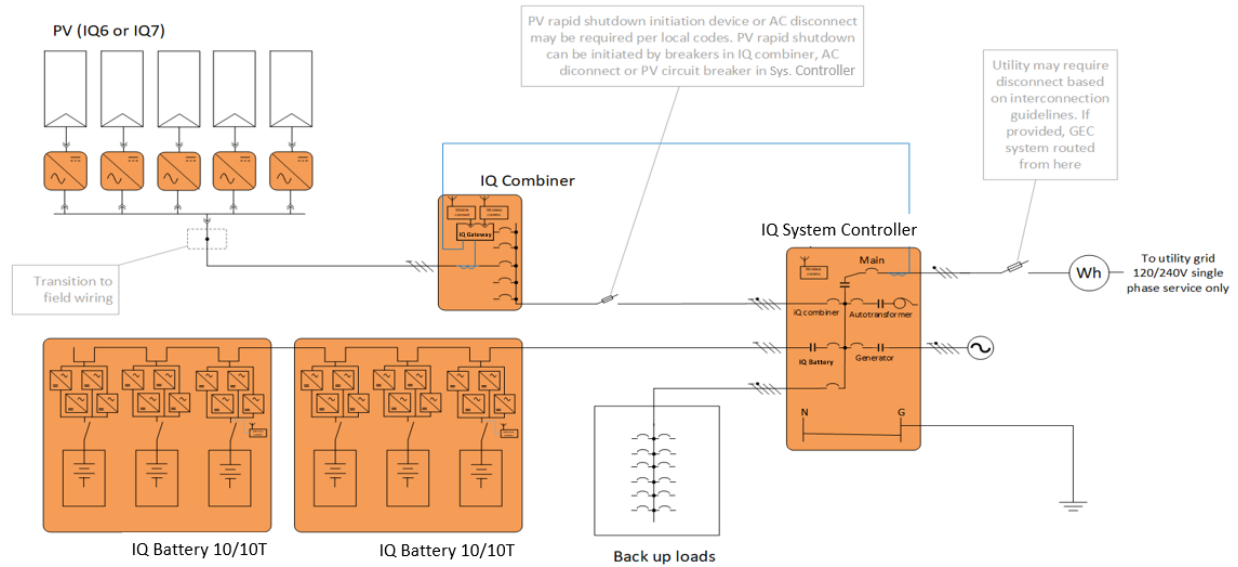 PV (IQ6 or IQ7)
PV rapid shutdown initiation device or AC disconnect
may be required per local codes. PV rapid shutdown
can be initiated by breakers in IQ combiner, AC
diconnect or PV circuit breaker in Sys. Controller
Utility may require
disconnect based
on interconnection
guidelines. If
provided, GEC
system routed
from here
IQ Combiner
IQ Gateway
Transition to
field wiring
IQ System Controller
Main
Wh
To utility grid
120/240V single
phase service only
iQ combiner
Autotransformer
IQ Battery
Generator
N
G
IQ Battery 10/10T
IQ Battery 10/10T
Back up loads